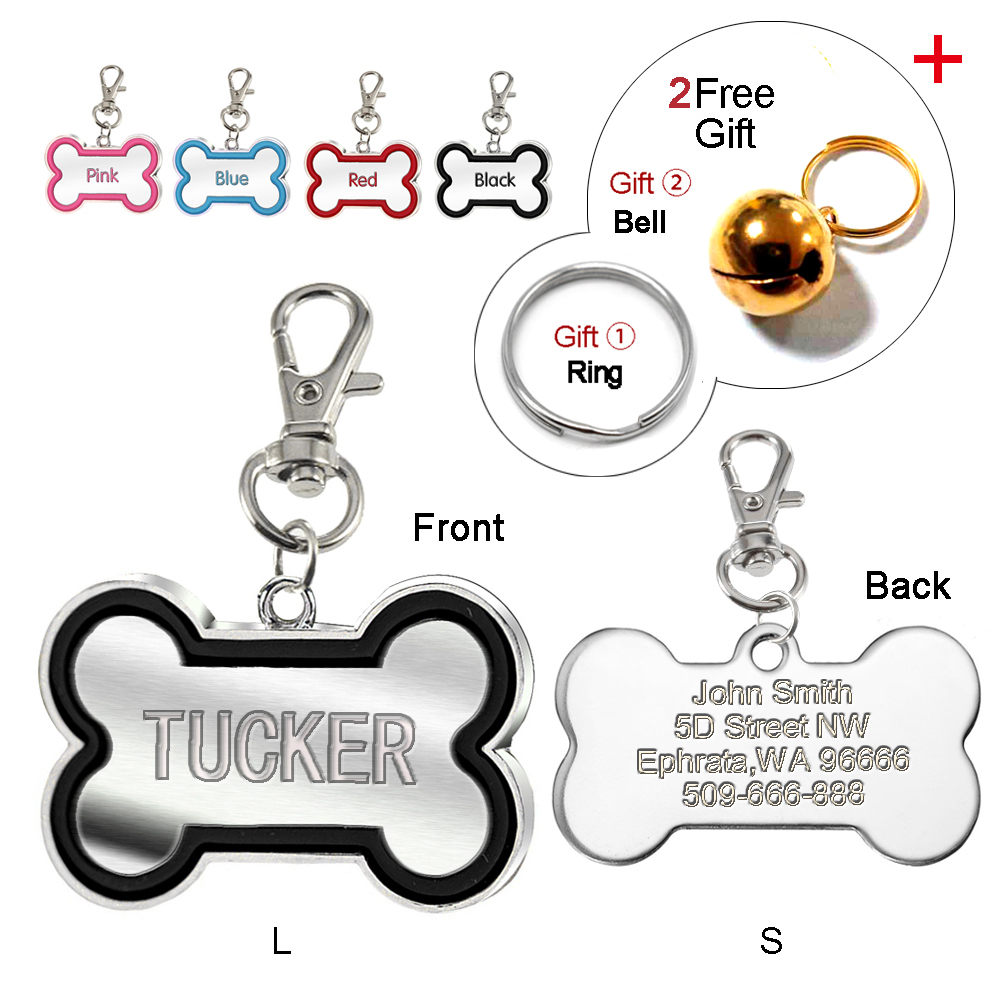 Pink
Blue
Red
Black
2Free
Gift
Gift ②
Bell
Gift ①
Ring
Front
Back
TUCKER
John Smith
5D Street NW
Ephrata,WA 96666
509-666-888
L
S